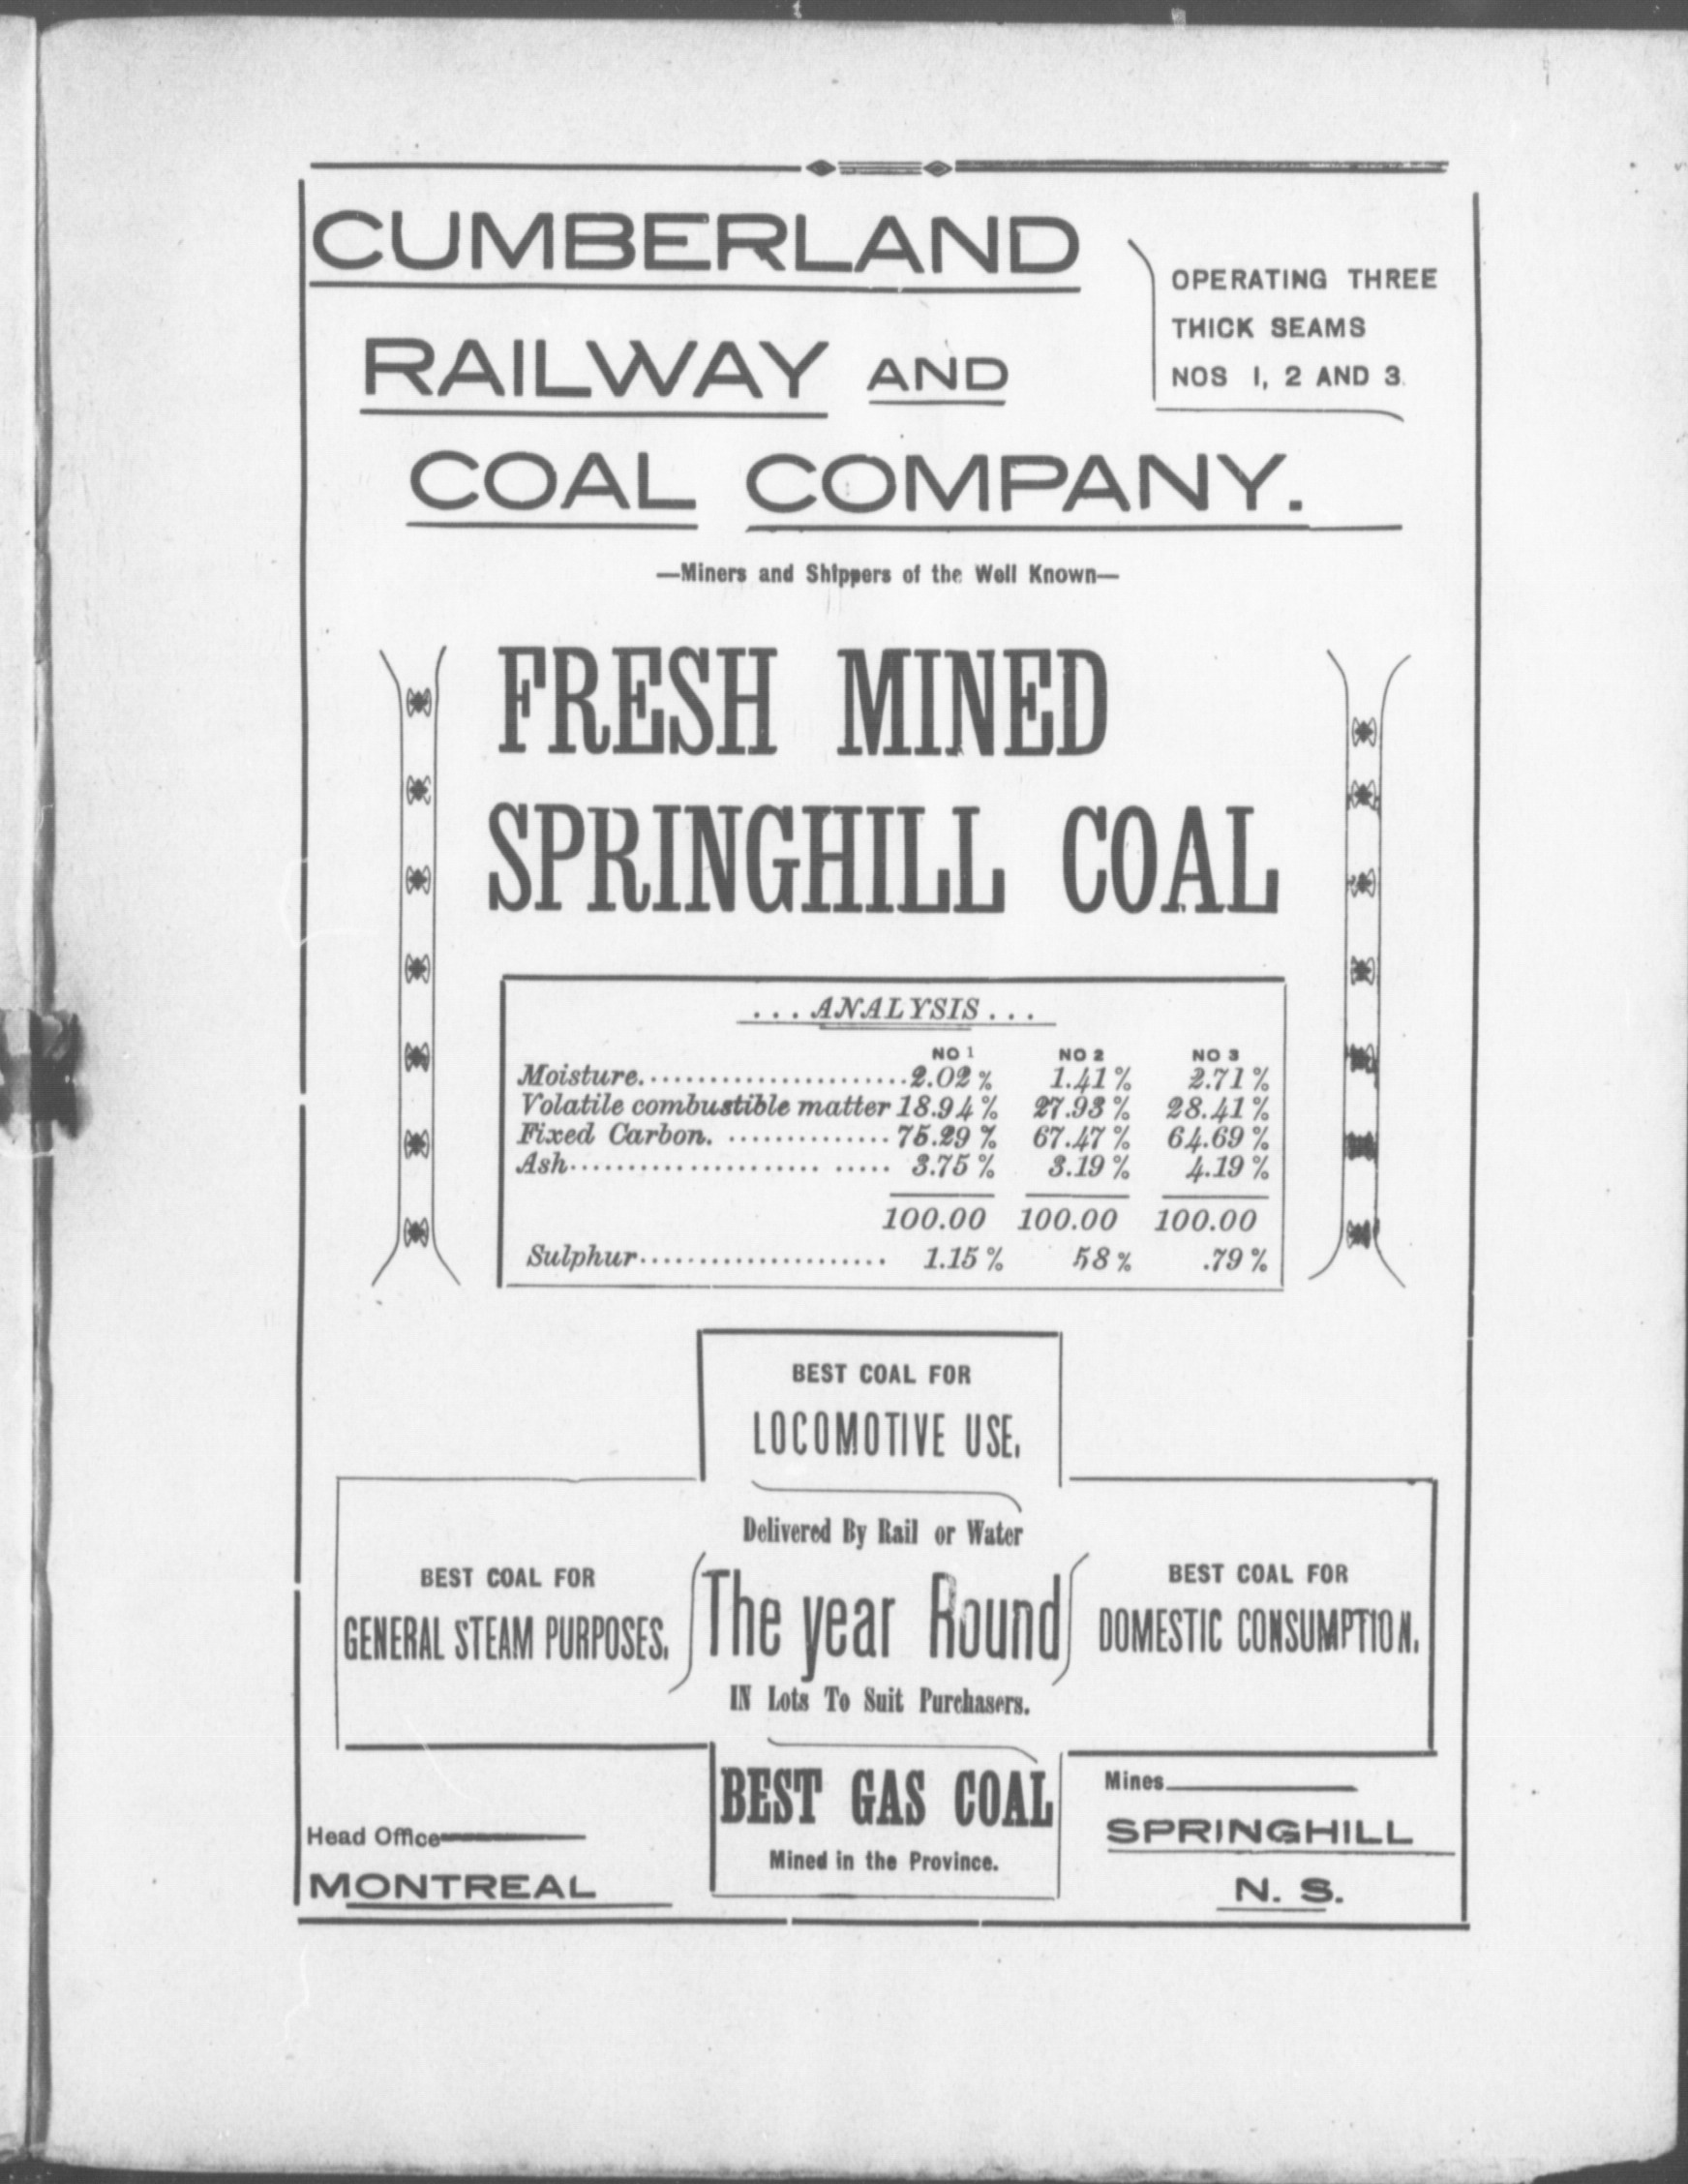 CUMBERLAND
RAILWAY AND
COAL COMPANY.
OPERATING THREE
THICK SEAMS
NOS 1, 2 AND 3.
—Miners and Shippers of the Well Known—
FRESH MINED
SPRINGHILL COAL
...ANALYSIS...
NO 1 NO 2 NO 3
Moisture.......................2.02% 1.41% 2.71%
Volatile combustible matter 18.94% 27.93% 28.41%
Fixed Carbon. .............. 75.29% 67.47% 64.69%
Ash..................... ..... 3.75% 3.19% 4.19%
100.00 100.00 100.00
Sulphur..................... 1.15% 58% .79%
BEST COAL FOR
LOCOMOTIVE USE,
Delivered By Rail or Water
The year Round
IN Lots To Suit Purchasers.
BEST COAL FOR
GENERAL STEAM PURPOSES,
BEST COAL FOR
DOMESTIC CONSUMPTION.
BEST GAS COAL
Mined in the Province.
Head Office
MONTREAL
Mines
SPRINGHILL
N. S.